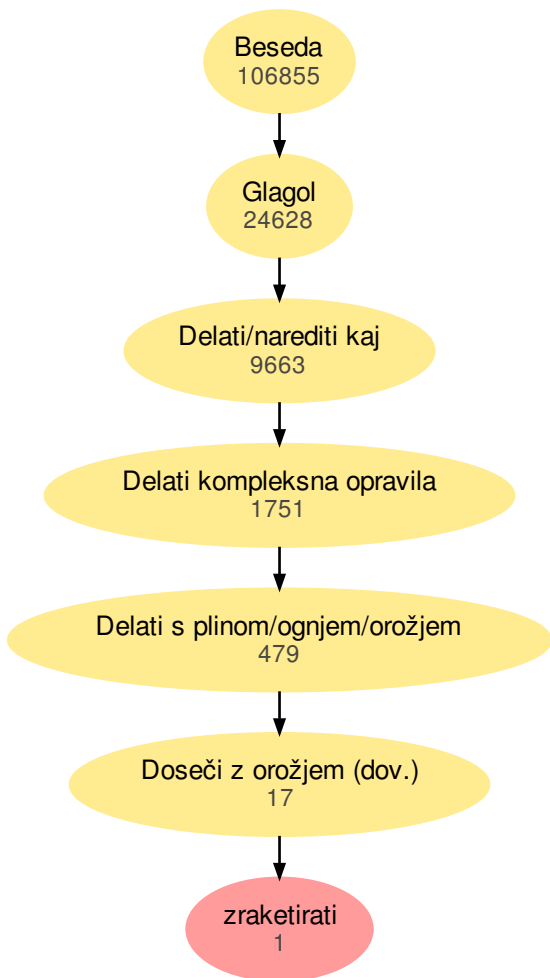 Beseda
106855
Glagol
24628
Delati/narediti kaj
9663
Delati kompleksna opravila
1751
Delati s plinom/ognjem/orožjem
479
Doseči z orožjem (dov.)
17
zraketirati
1